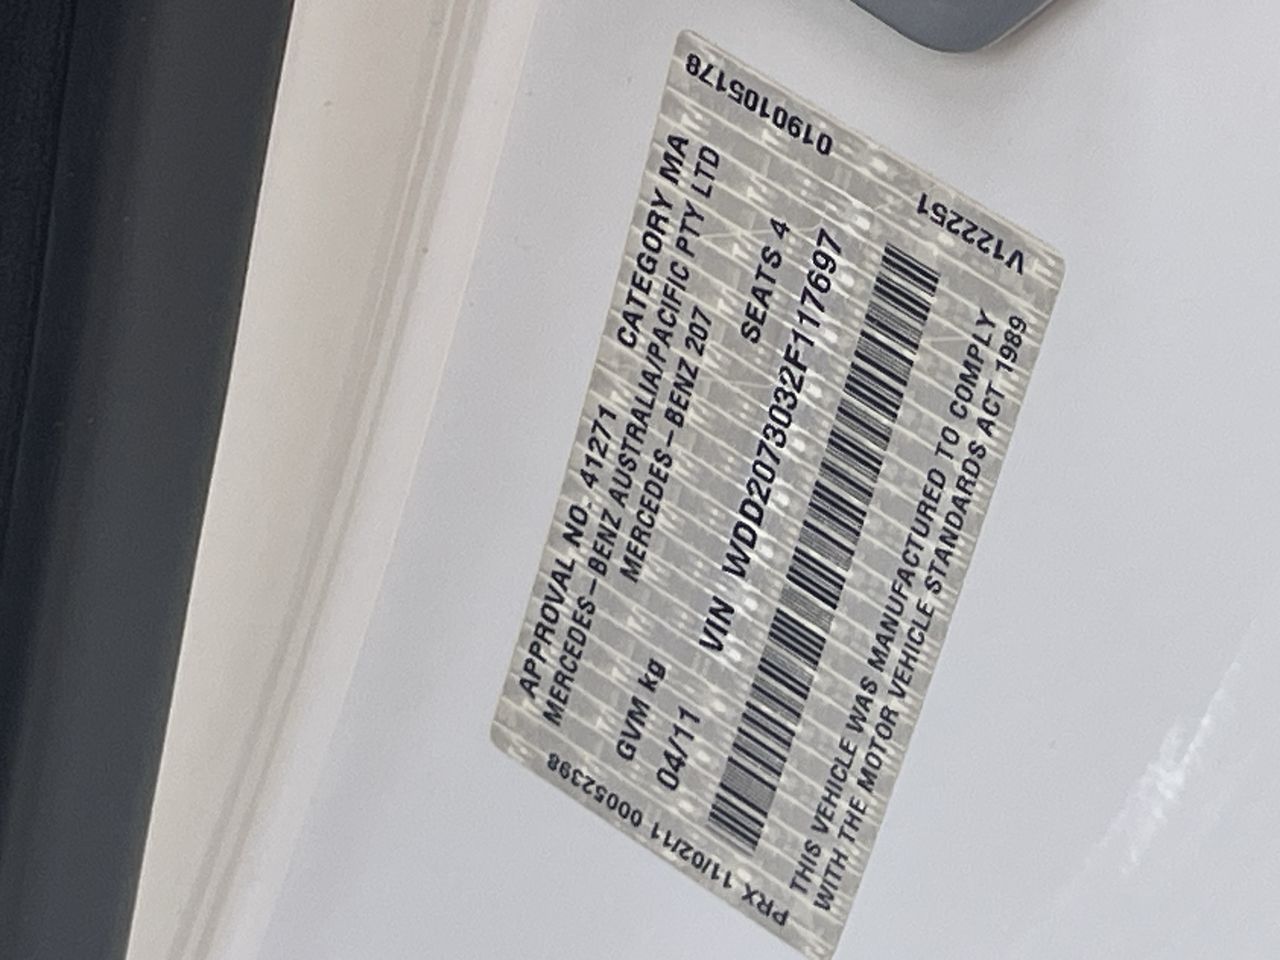 APPROVAL NO. 41271 CATEGORY MA
MERCEDES-BENZ AUSTRALIA/PACIFIC PTY LTD
MERCEDES-BENZ 207
GVM kg SEATS 4
04/11 VIN WDD2073032F117697
THIS VEHICLE WAS MANUFACTURED TO COMPLY
WITH THE MOTOR VEHICLE STANDARDS ACT 1989
PRX 11/02/11 00052398
V122251 01901105178